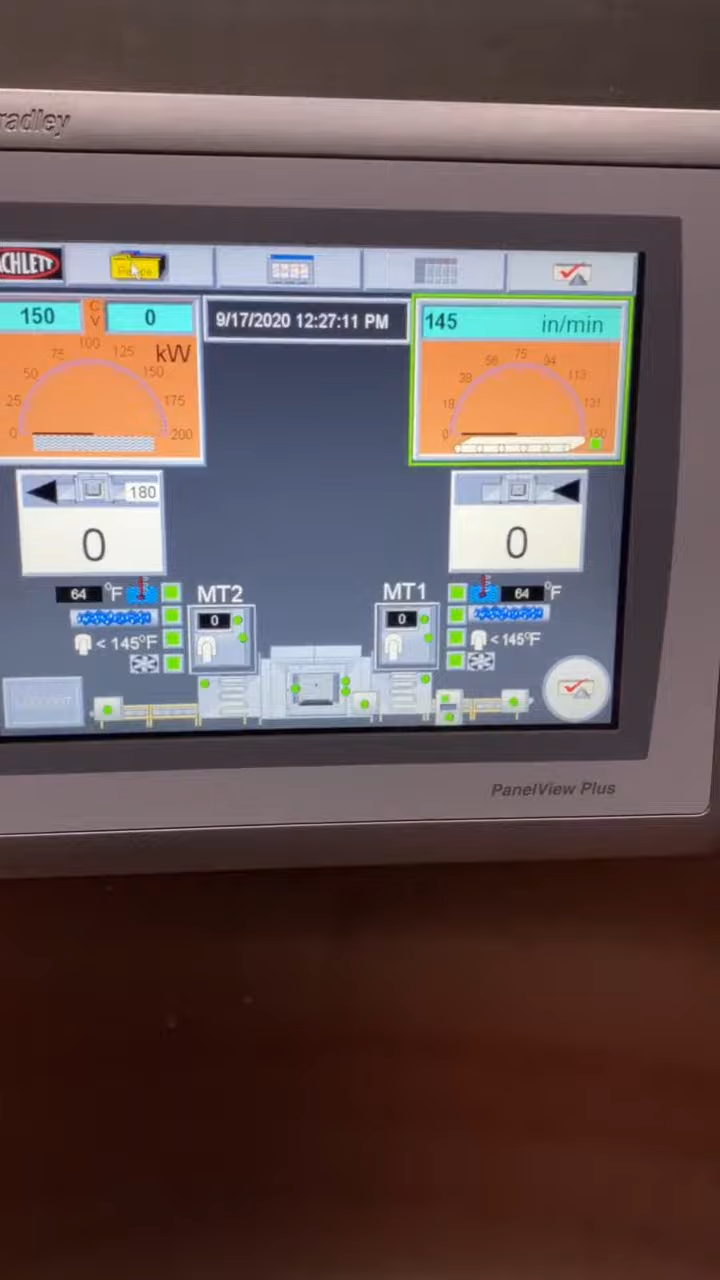 radley
CHLETT
Recipe
150
C
V
0
9/17/2020 12:27:11 PM
145 in/min
kW
0 25 50 75 100 125 150 175 200
0 18 38 56 75 94 113 131 150
180
0
0
64 °F
MT2
0
MT1
0
64 °F
< 145°F
< 145°F
PanelView Plus